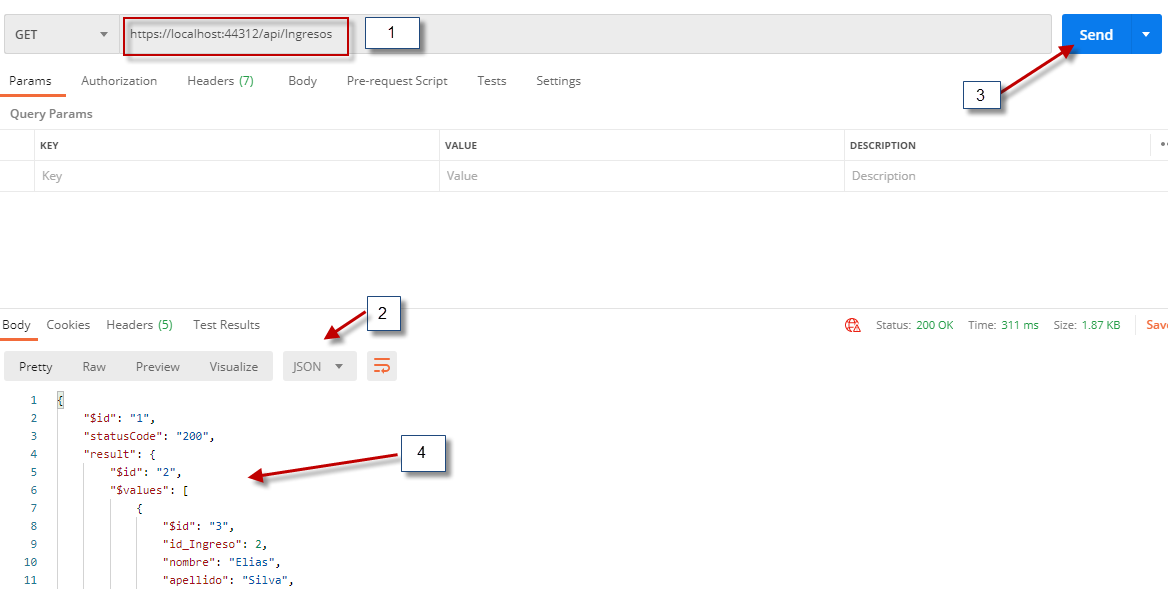 GET https://localhost:44312/api/Ingresos 1 Send
Params Authorization Headers (7) Body Pre-request Script Tests Settings
3
Query Params
KEY VALUE DESCRIPTION
Key Value Description
2
Body Cookies Headers (5) Test Results Status: 200 OK Time: 311 ms Size: 1.87 KB Save
Pretty Raw Preview Visualize JSON
1 {
2 "$id": "1",
3 "statusCode": "200",
4 "result": {
4
5 "$id": "2",
6 "$values": [
7 {
8 "$id": "3",
9 "id_Ingreso": 2,
10 "nombre": "Elias",
11 "apellido": "Silva",